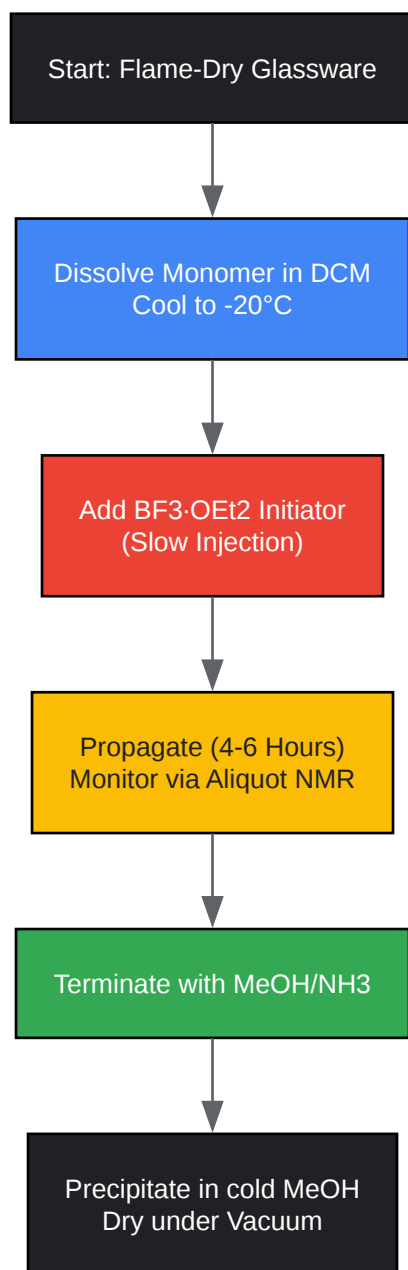 Start: Flame-Dry Glassware
Dissolve Monomer in DCM
Cool to -20°C
Add BF3·OEt2 Initiator
(Slow Injection)
Propagate (4-6 Hours)
Monitor via Aliquot NMR
Terminate with MeOH/NH3
Precipitate in cold MeOH
Dry under Vacuum